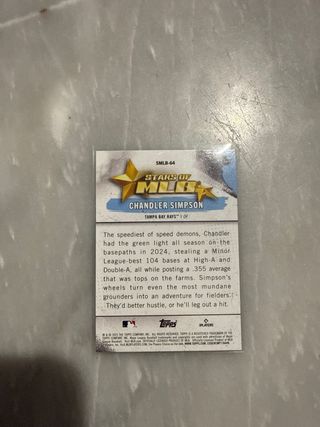 SMLB-64
STARS OF
MLB
CHANDLER SIMPSON
TAMPA BAY RAYS® | OF
The speediest of speed demons, Chandler
had the green light all season on the
basepaths in 2024, stealing a Minor
League-best 104 bases at High-A and
Double-A, all while posting a .355 average
that was tops on the farms. Simpson's
wheels turn even the most mundane
grounders into an adventure for fielders.
They'd better hustle, or he'll leg out a hit.
Topps